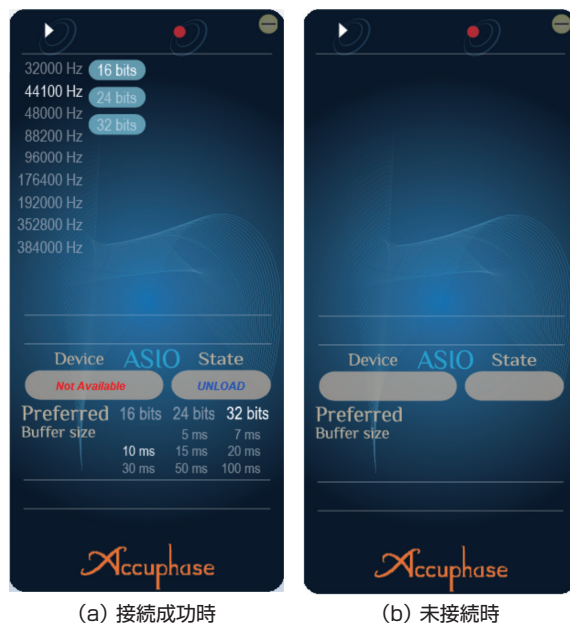 32000 Hz 16 bits
44100 Hz 24 bits
48000 Hz 32 bits
88200 Hz
96000 Hz
176400 Hz
192000 Hz
352800 Hz
384000 Hz
Device ASIO State
Not Available UNLOAD
Preferred 16 bits 24 bits 32 bits
Buffer size 5 ms 7 ms
10 ms 15 ms 20 ms
30 ms 50 ms 100 ms
Accuphase
(a) 接続成功時
Device ASIO State
Preferred
Buffer size
Accuphase
(b) 未接続時